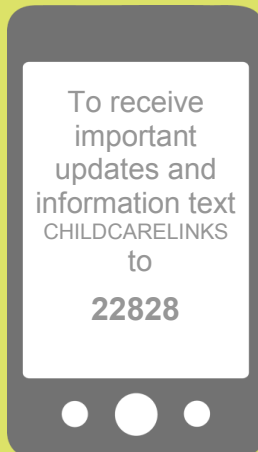 To receive
important
updates and
information text
CHILDCARELINKS
to
22828